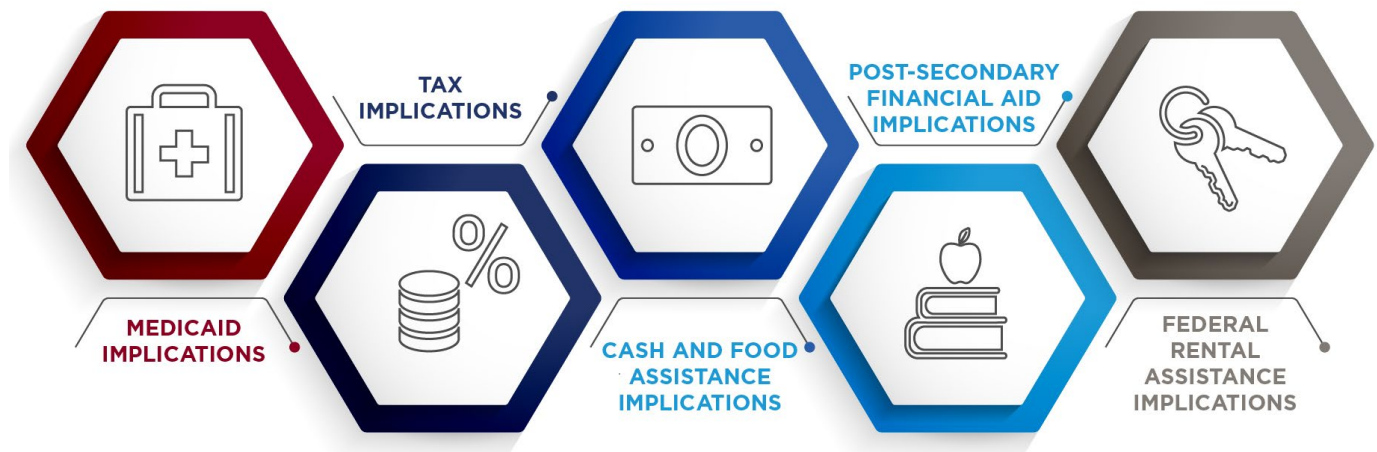 MEDICAID
IMPLICATIONS
TAX
IMPLICATIONS
%
CASH AND FOOD
ASSISTANCE
IMPLICATIONS
POST-SECONDARY
FINANCIAL AID
IMPLICATIONS
FEDERAL
RENTAL
ASSISTANCE
IMPLICATIONS